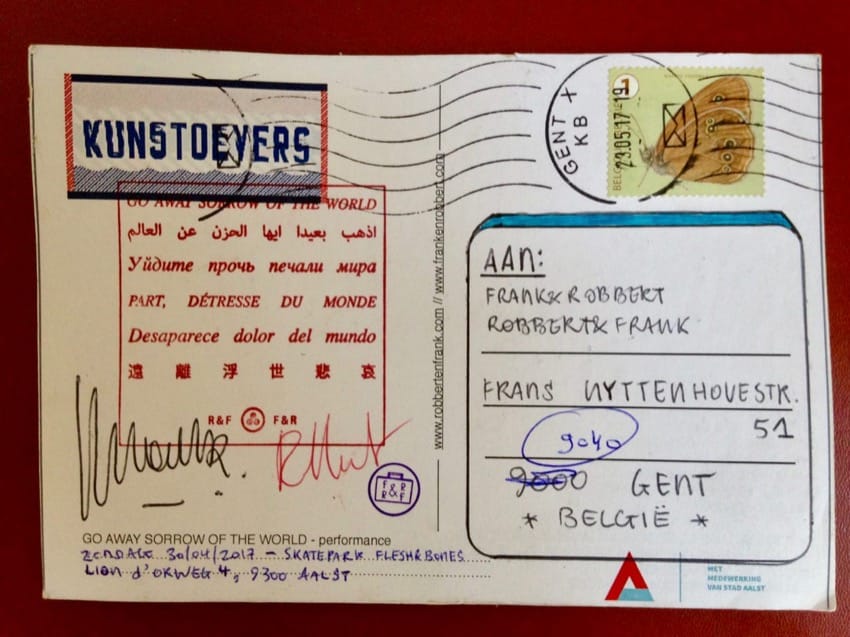 KUNSTOEVERS
GO AWAY SORROW OF THE WORLD
اذهب بعيدا ايها الحزن عن العالم
Уйдите прочь печали мира
PART, DÉTRESSE DU MONDE
Desaparece dolor del mundo
遠離浮世悲哀
R&F F&R
F&R
R&F
GO AWAY SORROW OF THE WORLD - performance
ZONDAG 30/04/2017 - SKATEPARK FLESH&BONES
LION d'ORWEG 4, 9300 AALST
www.robbertenfrank.com // www.frankenrobbert.com
GENT X
KB
23.05.17-19
1
AAN:
FRANK&ROBBERT
ROBBERT&FRANK
FRANS UYTTENHOVESTR.
51
9040
9000 GENT
* BELGIË *
MET
MEDEWERKING
VAN STAD AALST